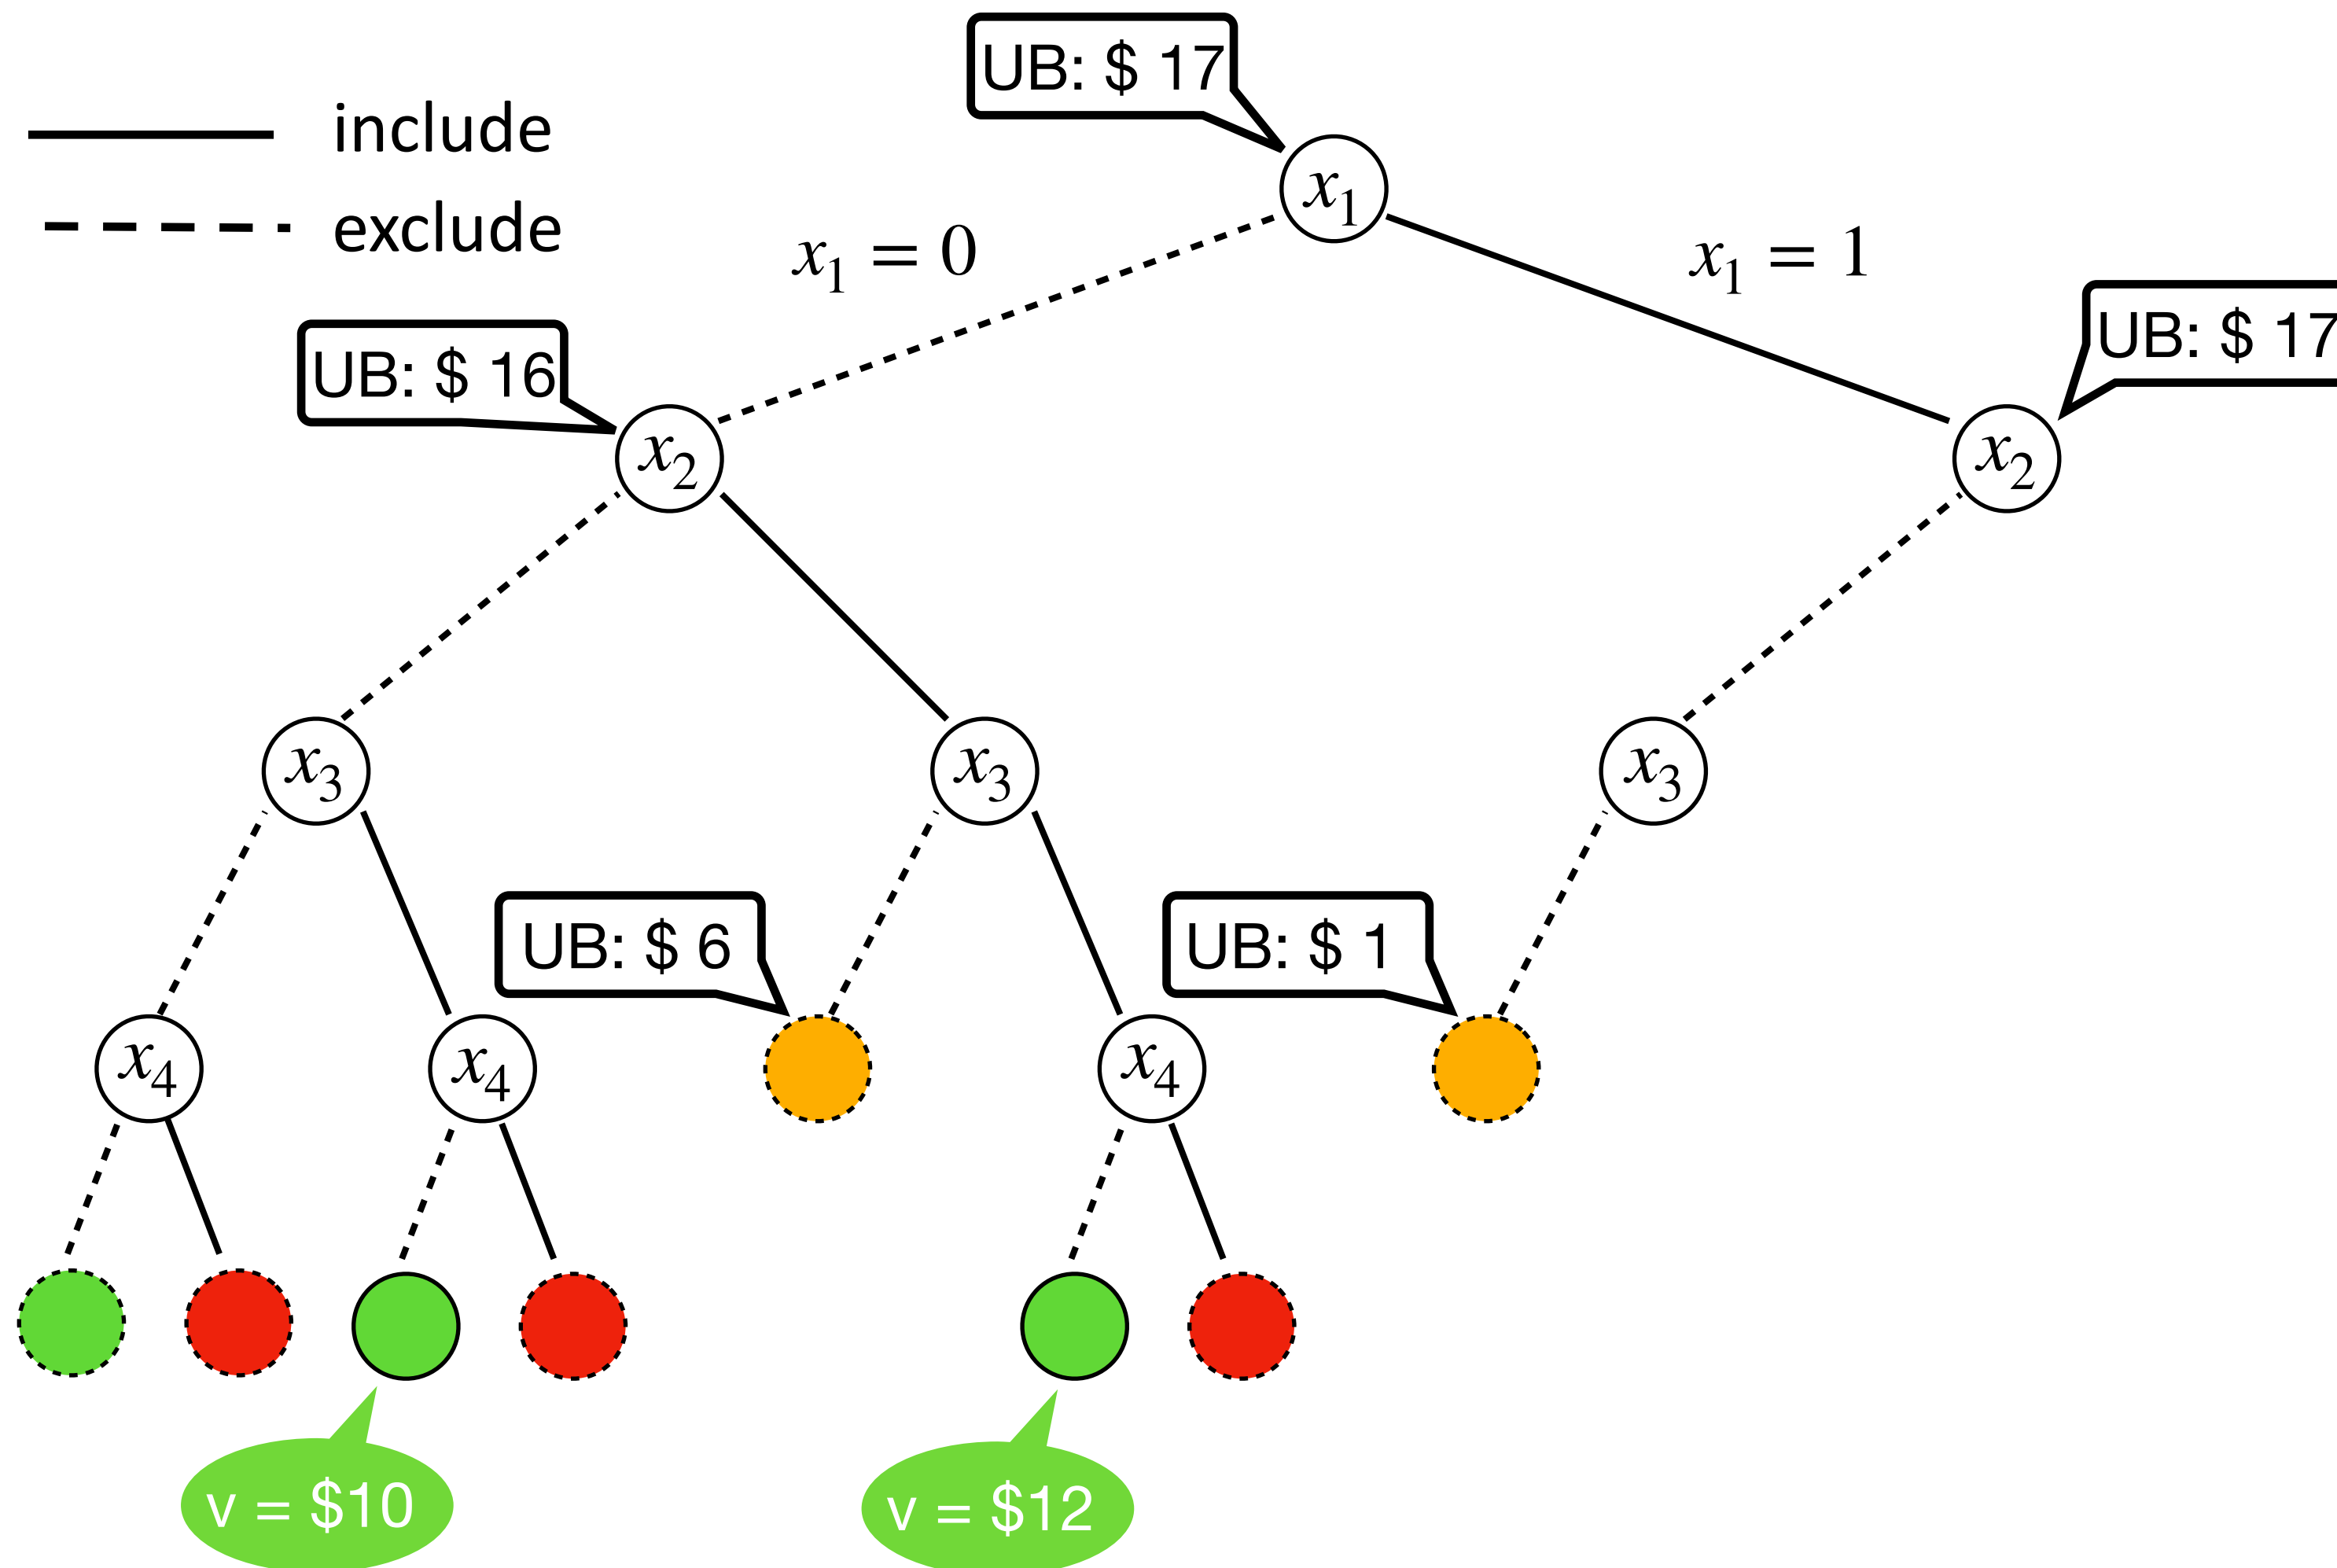 UB: $ 17
include
exclude
x1
x1 = 0
x1 = 1
UB: $ 16
UB: $ 17
x2
x2
x3
x3
x3
UB: $ 6
UB: $ 1
x4
x4
x4
v = $10
v = $12